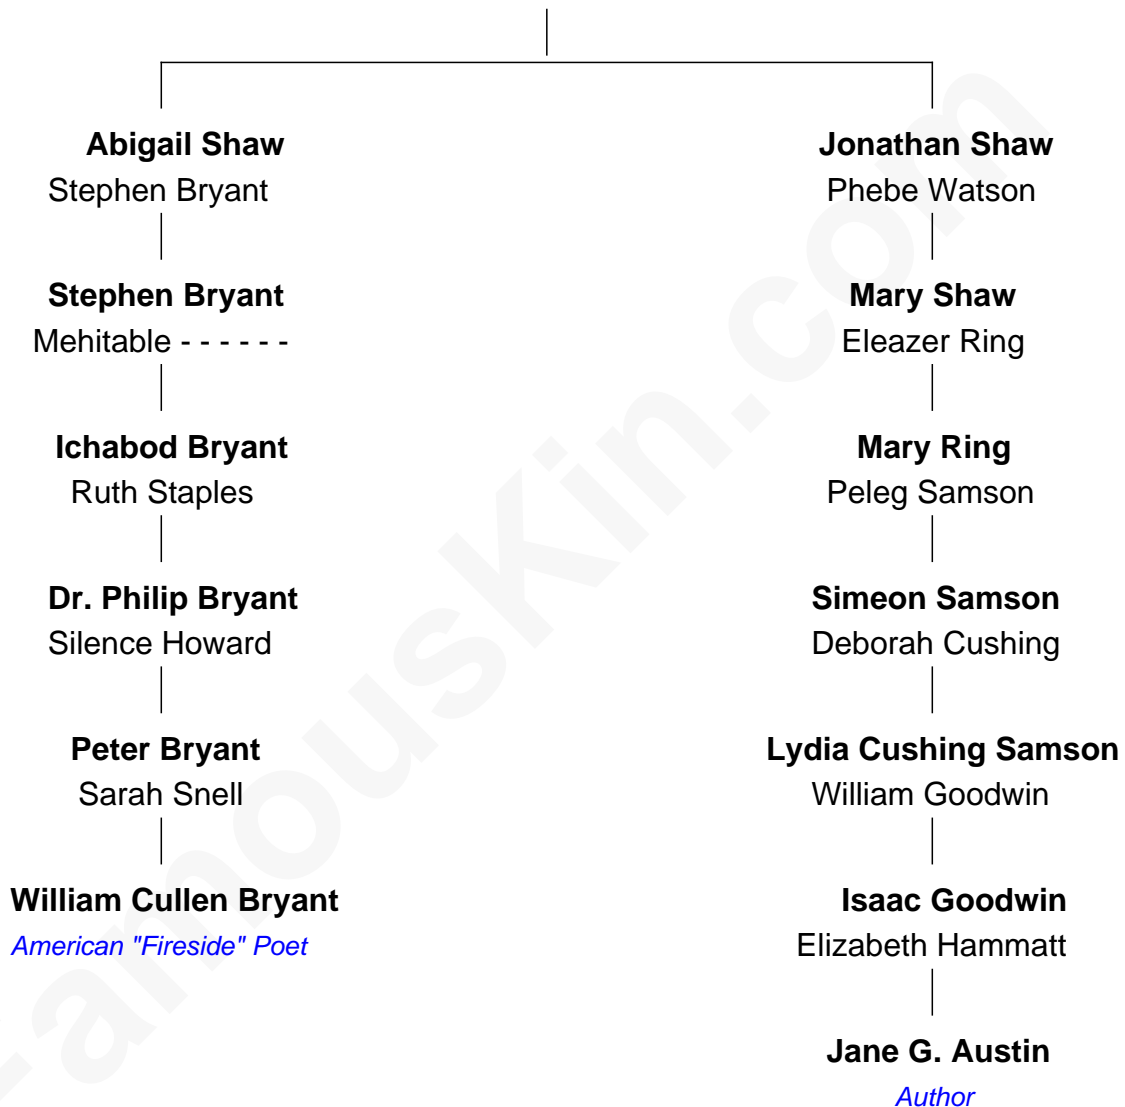 Abigail Shaw
Stephen Bryant
Stephen Bryant
Mehitable - - - - - -
Ichabod Bryant
Ruth Staples
Dr. Philip Bryant
Silence Howard
Peter Bryant
Sarah Snell
William Cullen Bryant
American "Fireside" Poet
Jonathan Shaw
Phebe Watson
Mary Shaw
Eleazer Ring
Mary Ring
Peleg Samson
Simeon Samson
Deborah Cushing
Lydia Cushing Samson
William Goodwin
Isaac Goodwin
Elizabeth Hammatt
Jane G. Austin
Author
FamousKin.com